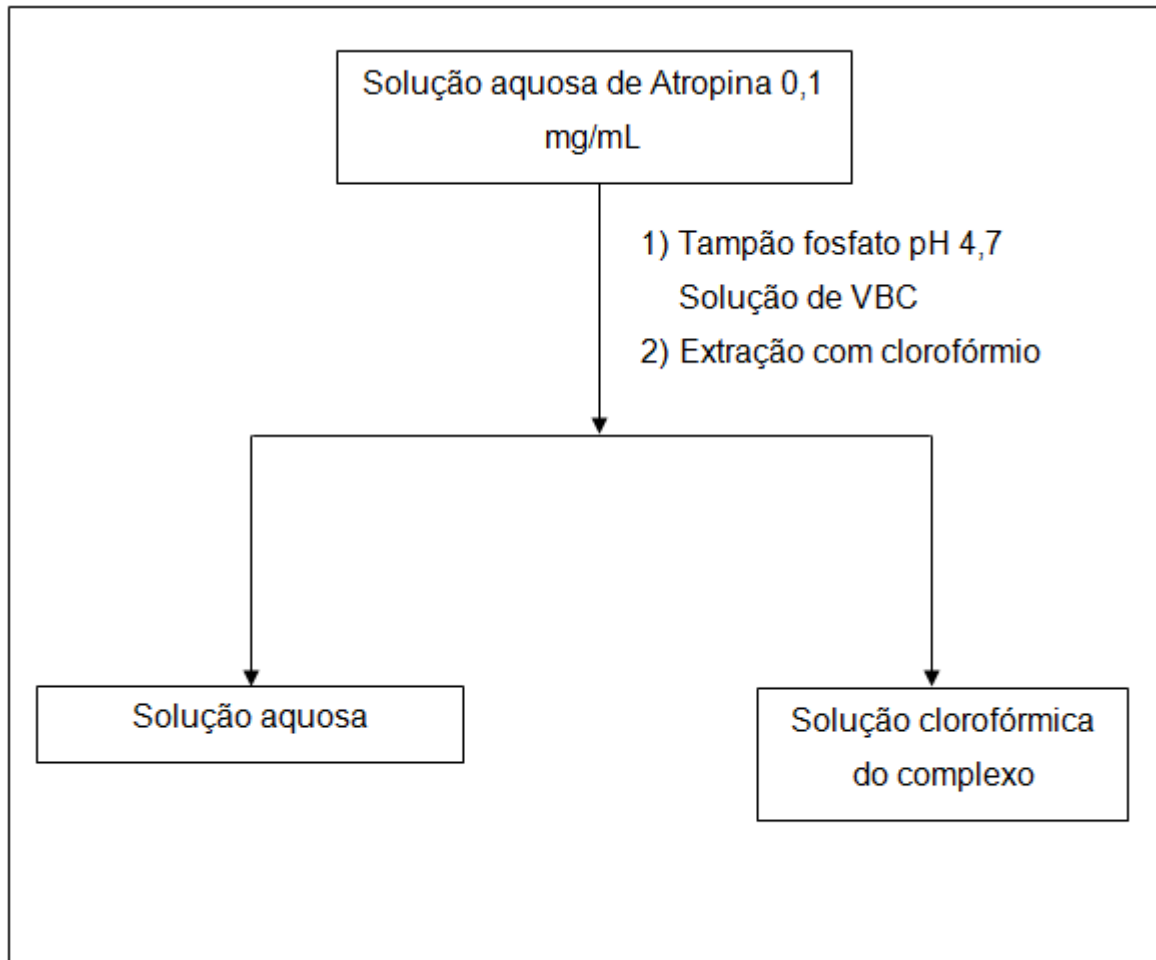 Solução aquosa de Atropina 0,1
mg/mL
1) Tampão fosfato pH 4,7
Solução de VBC
2) Extração com clorofórmio
Solução aquosa
Solução clorofórmica
do complexo